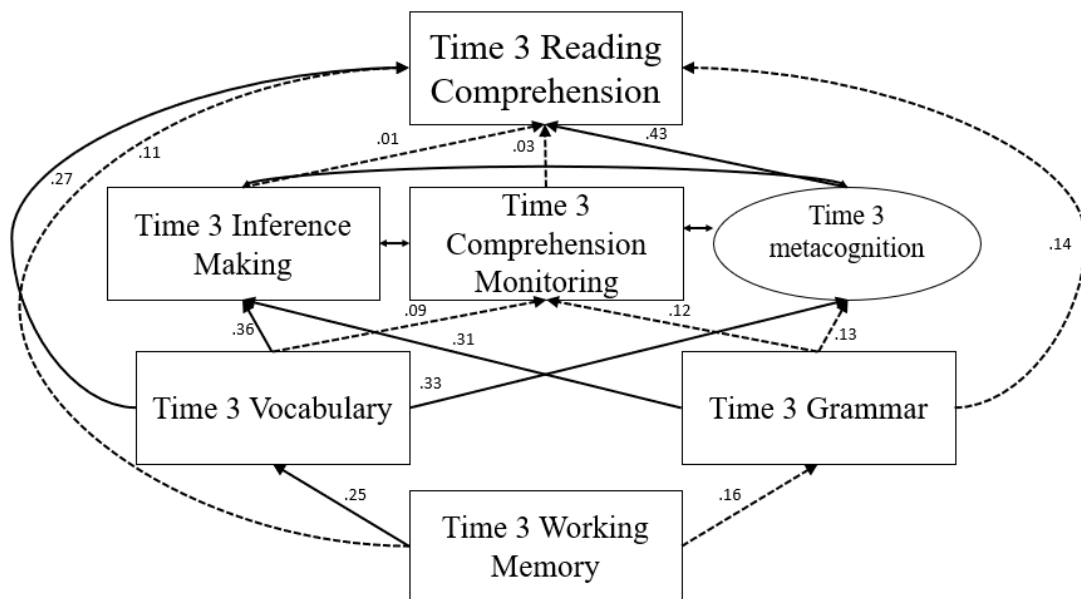 Time 3 Reading
Comprehension
.01
.03
.43
.11
.27
.14
Time 3 Inference
Making
Time 3
Comprehension
Monitoring
Time 3
metacognition
.36
.09
.31
.12
.13
.33
Time 3 Vocabulary
Time 3 Grammar
.25
.16
Time 3 Working
Memory